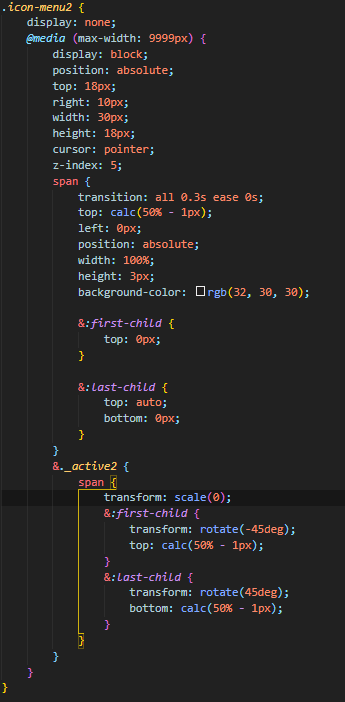 .icon-menu2 {
display: none;
@media (max-width: 9999px) {
display: block;
position: absolute;
top: 18px;
right: 10px;
width: 30px;
height: 18px;
cursor: pointer;
z-index: 5;
span {
transition: all 0.3s ease 0s;
top: calc(50% - 1px);
left: 0px;
position: absolute;
width: 100%;
height: 3px;
background-color: rgb(32, 30, 30);
&:first-child {
top: 0px;
}
&:last-child {
top: auto;
bottom: 0px;
}
}
&._active2 {
span {
transform: scale(0);
&:first-child {
transform: rotate(-45deg);
top: calc(50% - 1px);
}
&:last-child {
transform: rotate(45deg);
bottom: calc(50% - 1px);
}
}
}
}
}